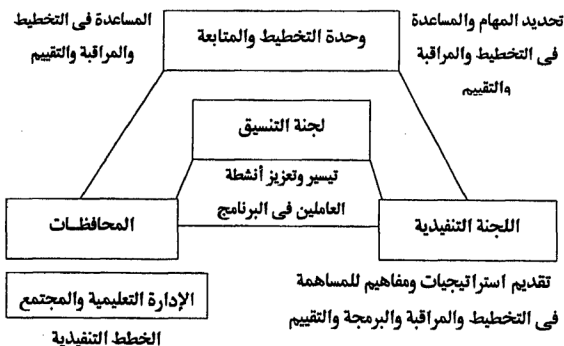 تحديد المهام والمساعدة
فى التخطيط والمراقبة
والتقييم
وحدة التخطيط والمتابعة
المساعدة فى التخطيط
والمراقبة والتقييم
لجنة التنسيق
تيسير وتعزيز أنشطة
العاملين فى البرنامج
اللجنة التنفيذية
المحافظات
تقديم استراتيجيات ومفاهيم للمساهمة
فى التخطيط والمراقبة والبرمجة والتقييم
الإدارة التعليمية والمجتمع
الخطط التنفيذية